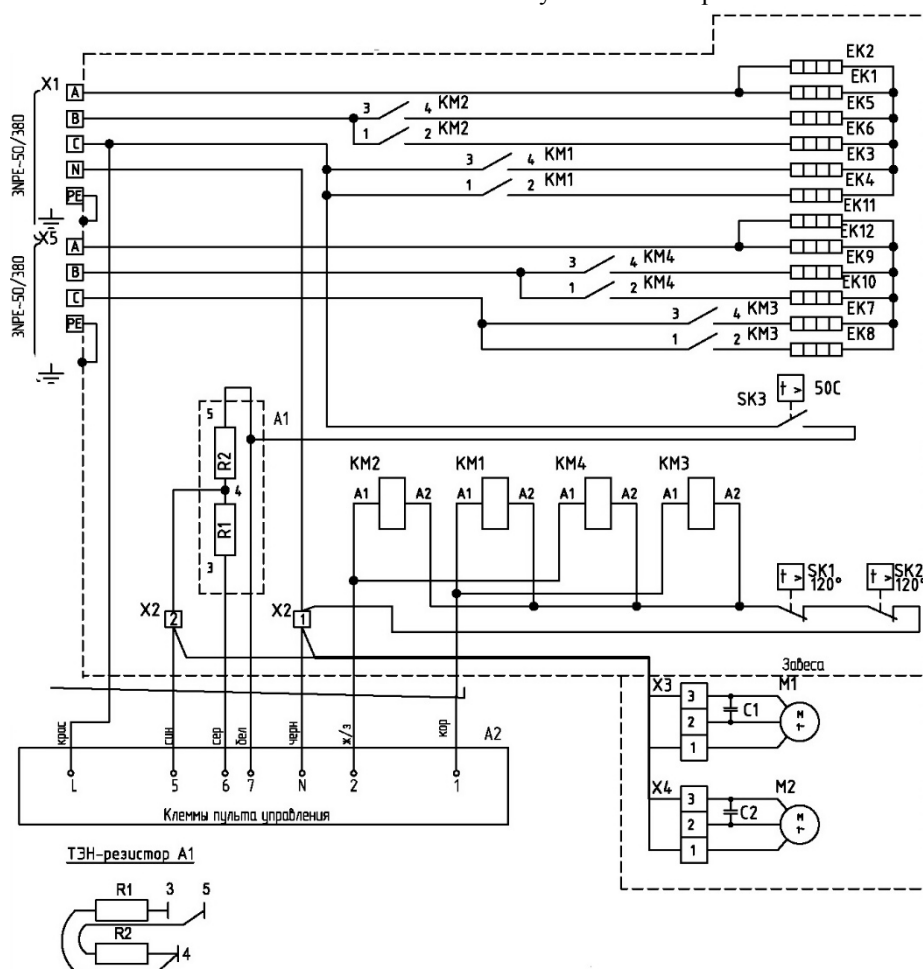 EK2
X1
EK1
A
3
4
KM2
EK5
B
1
2
KM2
EK6
C
3
4
KM1
EK3
N
1
2
KM1
EK4
PE
3NPE~50/380
EK11
X5
EK12
A
3
4
KM4
EK9
B
1
2
KM4
EK10
C
3
4
KM3
EK7
PE
1
2
KM3
EK8
3NPE~50/380
t >
50C
SK3
5
A1
R2
4
R1
3
KM2
KM1
KM4
KM3
A1
A2
A1
A2
A1
A2
A1
A2
t >
SK1
120°
t >
SK2
120°
X2
2
X2
1
Завеса
X3
3
2
1
C1
M1
M
1~
X4
3
2
1
C2
M2
M
1~
крас
син
сер
бел
черн
ж/з
кор
A2
L
5
6
7
N
2
1
Клеммы пульта управления
ТЭН-резистор А1
R1
3
5
R2
4